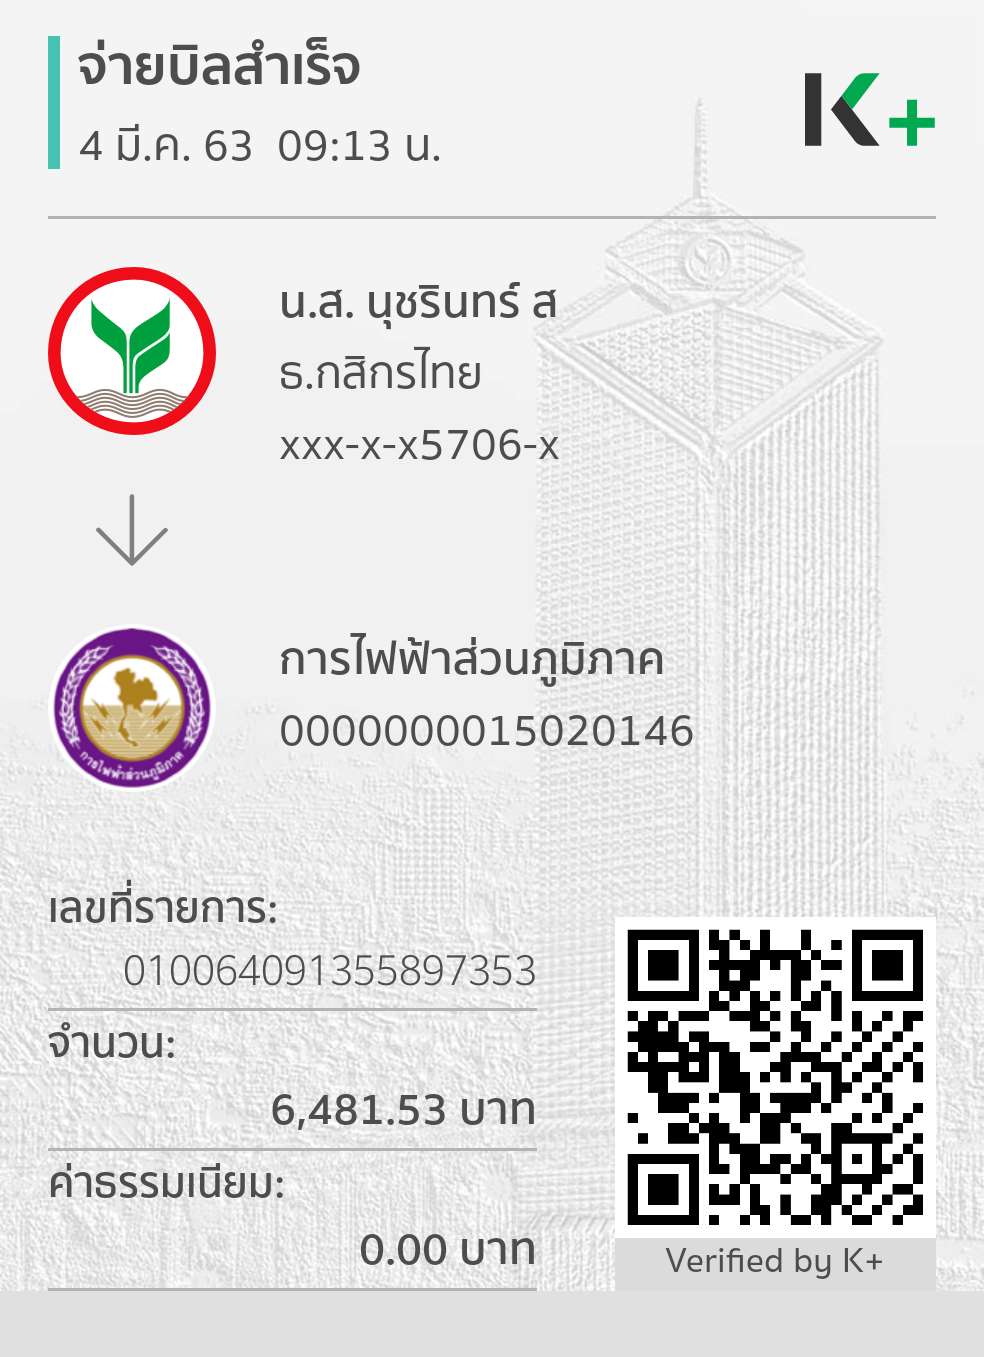 จ่ายบิลสำเร็จ
4 มี.ค. 63 09:13 น.
K+
น.ส. นุชรินทร์ ส
ธ.กสิกรไทย
xxx-x-x5706-x
การไฟฟ้าส่วนภูมิภาค
0000000015020146
การไฟฟ้าส่วนภูมิภาค
เลขที่รายการ:
010064091355897353
จำนวน:
6,481.53 บาท
ค่าธรรมเนียม:
0.00 บาท
Verified by K+